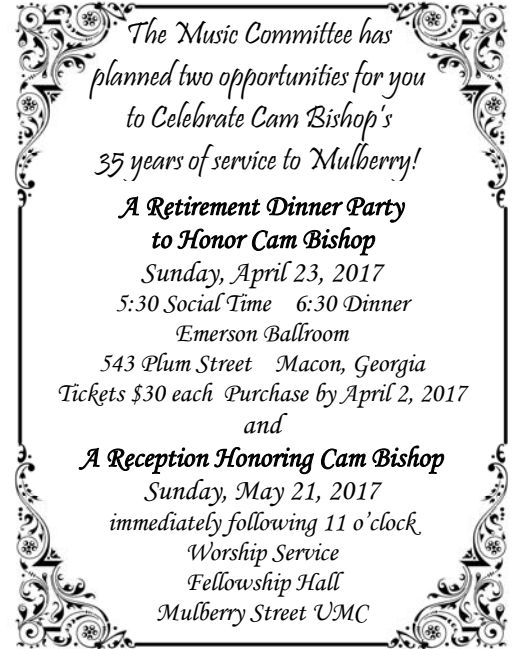 The Music Committee has
planned two opportunities for you
to Celebrate Cam Bishop's
35 years of service to Mulberry!
A Retirement Dinner Party
to Honor Cam Bishop
Sunday, April 23, 2017
5:30 Social Time 6:30 Dinner
Emerson Ballroom
543 Plum Street Macon, Georgia
Tickets $30 each Purchase by April 2, 2017
and
A Reception Honoring Cam Bishop
Sunday, May 21, 2017
immediately following 11 o'clock
Worship Service
Fellowship Hall
Mulberry Street UMC